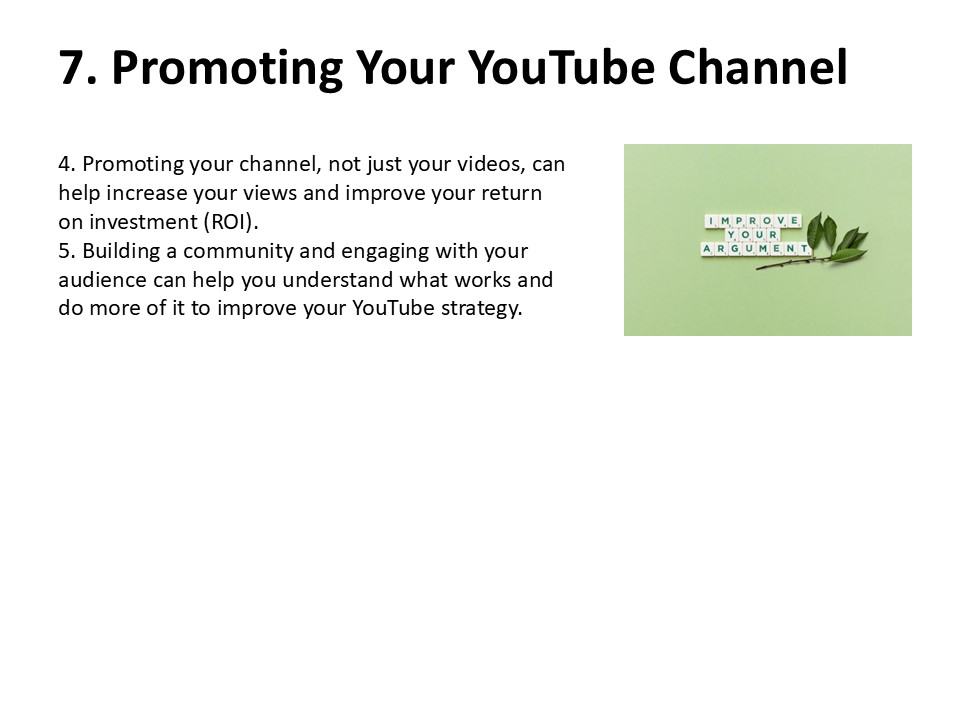 7. Promoting Your YouTube Channel
4. Promoting your channel, not just your videos, can
help increase your views and improve your return
on investment (ROI).
5. Building a community and engaging with your
audience can help you understand what works and
do more of it to improve your YouTube strategy.
IMPROVE
YOUR
ARGUMENT